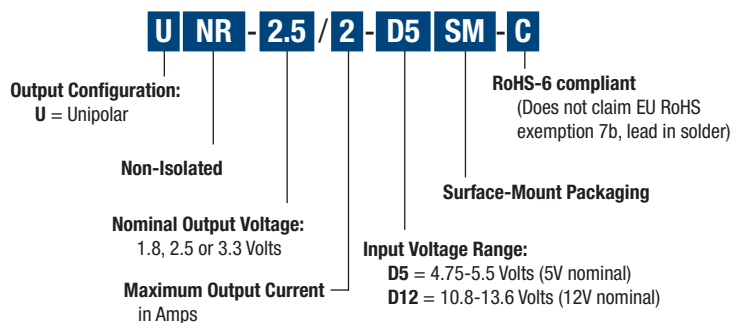 U NR - 2.5 / 2 - D5 SM - C
Output Configuration:
U = Unipolar
Non-Isolated
Nominal Output Voltage:
1.8, 2.5 or 3.3 Volts
Maximum Output Current
in Amps
Input Voltage Range:
D5 = 4.75-5.5 Volts (5V nominal)
D12 = 10.8-13.6 Volts (12V nominal)
Surface-Mount Packaging
RoHS-6 compliant
(Does not claim EU RoHS
exemption 7b, lead in solder)